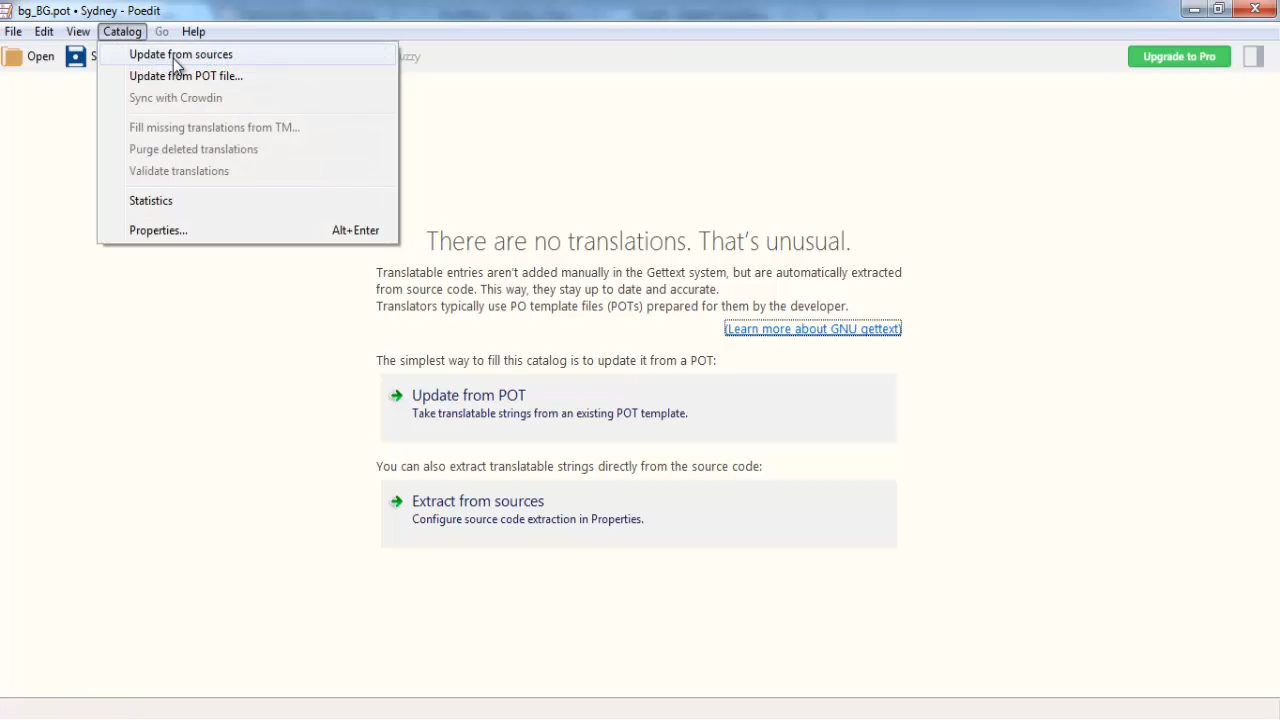 bg_BG.pot • Sydney - Poedit
File Edit View Catalog Go Help
Open S uzzy Upgrade to Pro
Update from sources
Update from POT file...
Sync with Crowdin
Fill missing translations from TM...
Purge deleted translations
Validate translations
Statistics
Properties... Alt+Enter
There are no translations. That's unusual.
Translatable entries aren't added manually in the Gettext system, but are automatically extracted
from source code. This way, they stay up to date and accurate.
Translators typically use PO template files (POTs) prepared for them by the developer.
(Learn more about GNU gettext)
The simplest way to fill this catalog is to update it from a POT:
Update from POT
Take translatable strings from an existing POT template.
You can also extract translatable strings directly from the source code:
Extract from sources
Configure source code extraction in Properties.